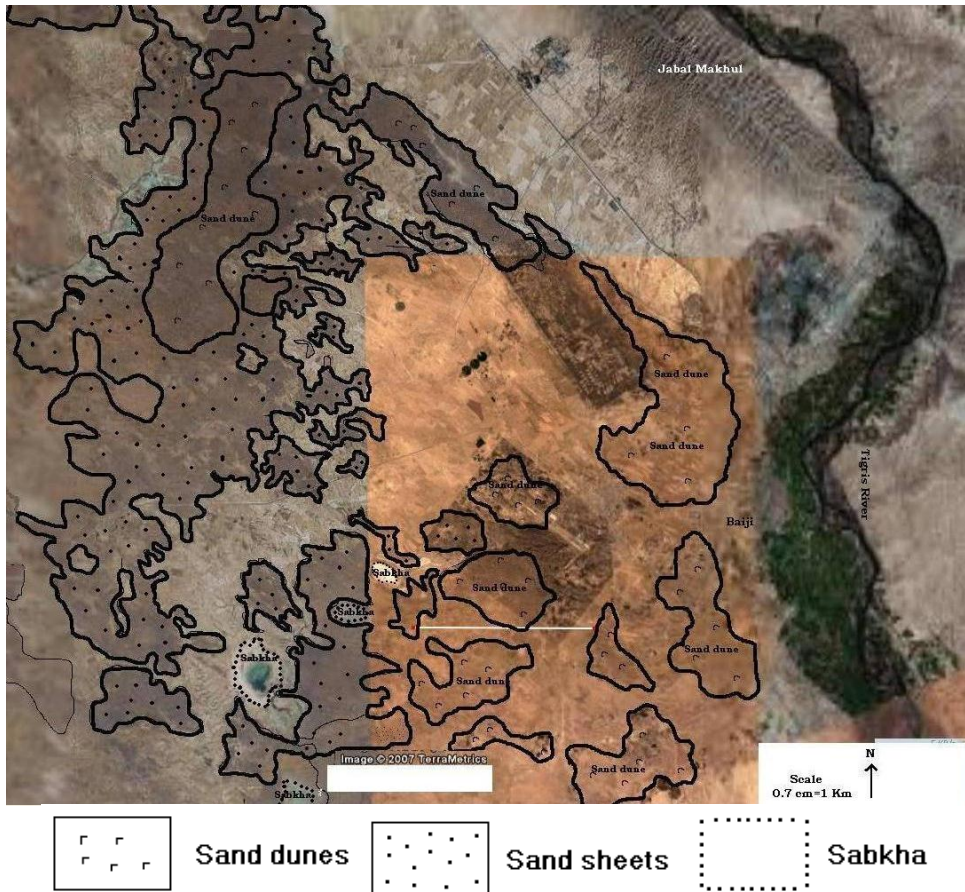 Jabal Makhul
Sand dune
Sand dune
Sand dune
Sand dune
Sand dune
Tigris River
Baiji
Sabkha
Sand dune
Sabkha
Sand dune
Sabkha
Sand dune
Image © 2007 TerraMetrics
Sand dune
Sabkha
N
Scale
0.7 cm=1 Km
Sand dunes
Sand sheets
Sabkha